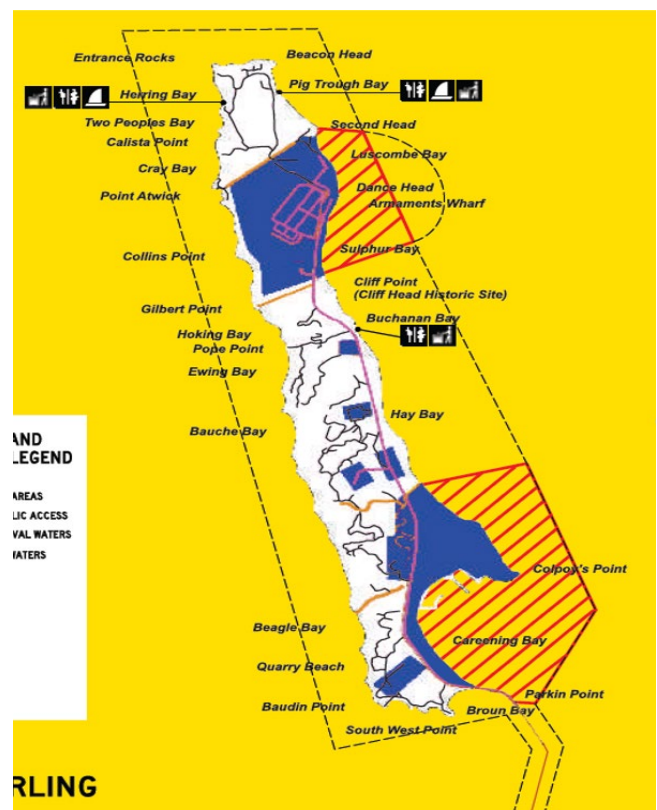 Entrance Rocks
Beacon Head
Pig Trough Bay
Herring Bay
Two Peoples Bay
Second Head
Calista Point
Luscombe Bay
Cray Bay
Dance Head
Point Atwick
Armaments Wharf
Sulphur Bay
Collins Point
Cliff Point
(Cliff Head Historic Site)
Gilbert Point
Buchanan Bay
Hoking Bay
Pope Point
Ewing Bay
Hay Bay
Bauche Bay
AND
LEGEND
AREAS
LIC ACCESS
VAL WATERS
WATERS
Colpoy's Point
Beagle Bay
Careening Bay
Quarry Beach
Parkin Point
Baudin Point
Broun Bay
South West Point
RLING